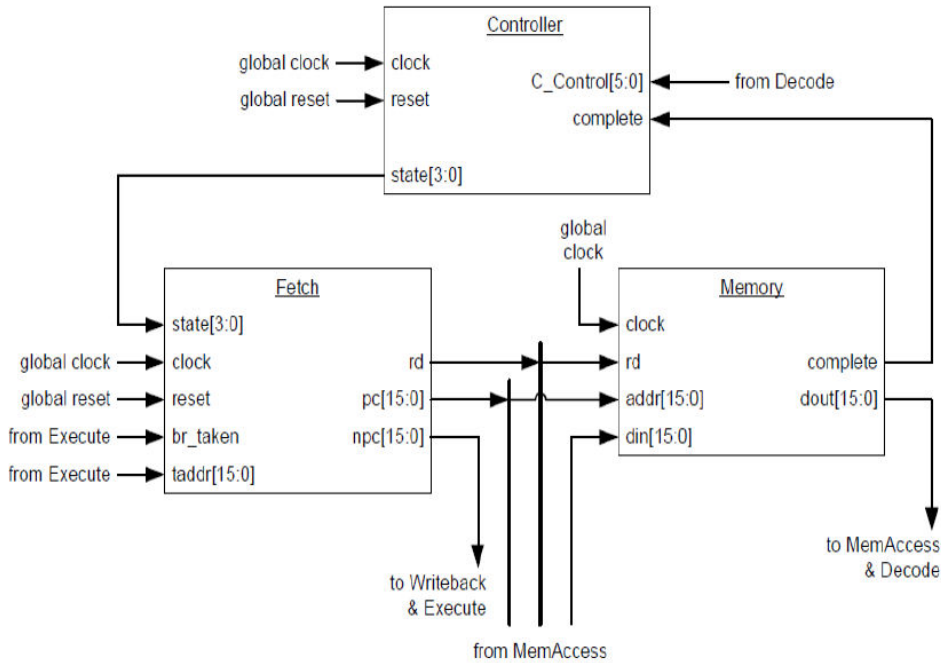 Controller
global clock
clock
C_Control[5:0]
from Decode
global reset
reset
complete
state[3:0]
global
clock
Fetch
Memory
state[3:0]
clock
global clock
clock
rd
rd
complete
global reset
reset
pc[15:0]
addr[15:0]
dout[15:0]
from Execute
br_taken
npc[15:0]
din[15:0]
from Execute
taddr[15:0]
to MemAccess
& Decode
to Writeback
& Execute
from MemAccess